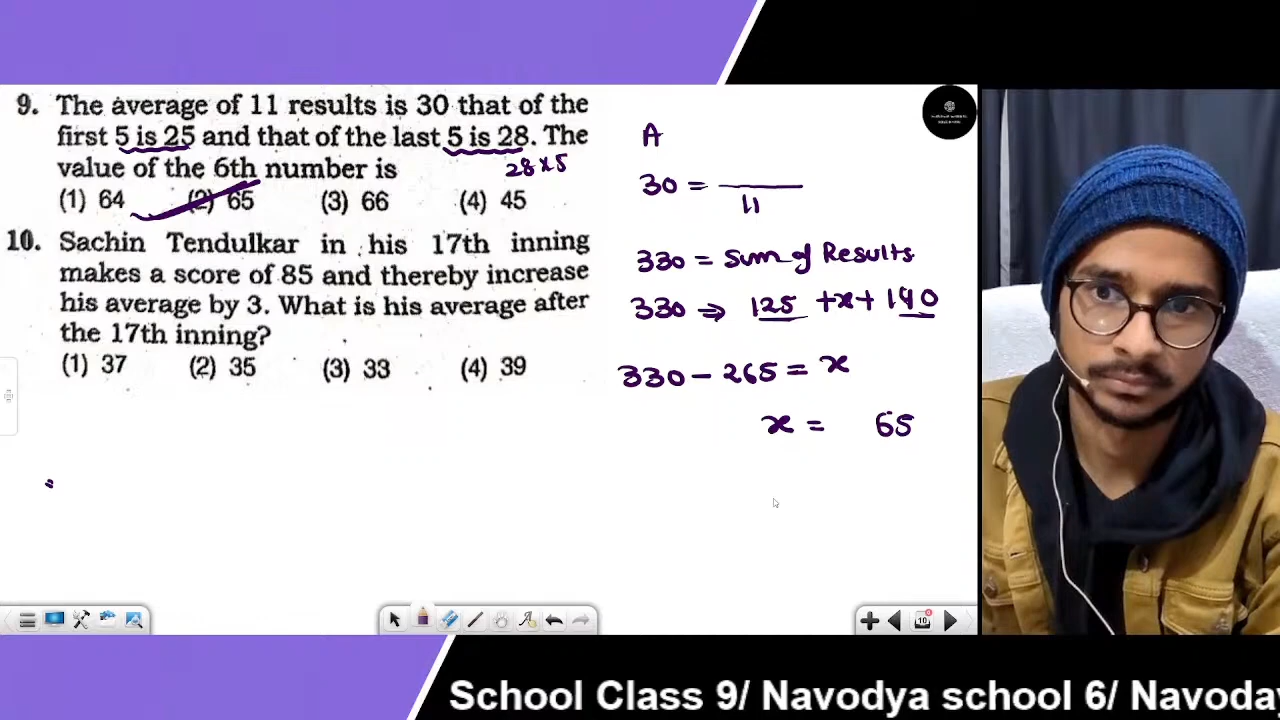 9. The average of 11 results is 30 that of the
first 5 is 25 and that of the last 5 is 28. The
value of the 6th number is
28x5
(1) 64 (2) 65 (3) 66 (4) 45
10. Sachin Tendulkar in his 17th inning
makes a score of 85 and thereby increase
his average by 3. What is his average after
the 17th inning?
(1) 37 (2) 35 (3) 33 (4) 39
A
30 = ____
11
330 = Sum of Results
330 ⇒ 125 + x + 140
330 - 265 = x
x = 65
=
10
School Class 9/ Navodya school 6/ Navoday